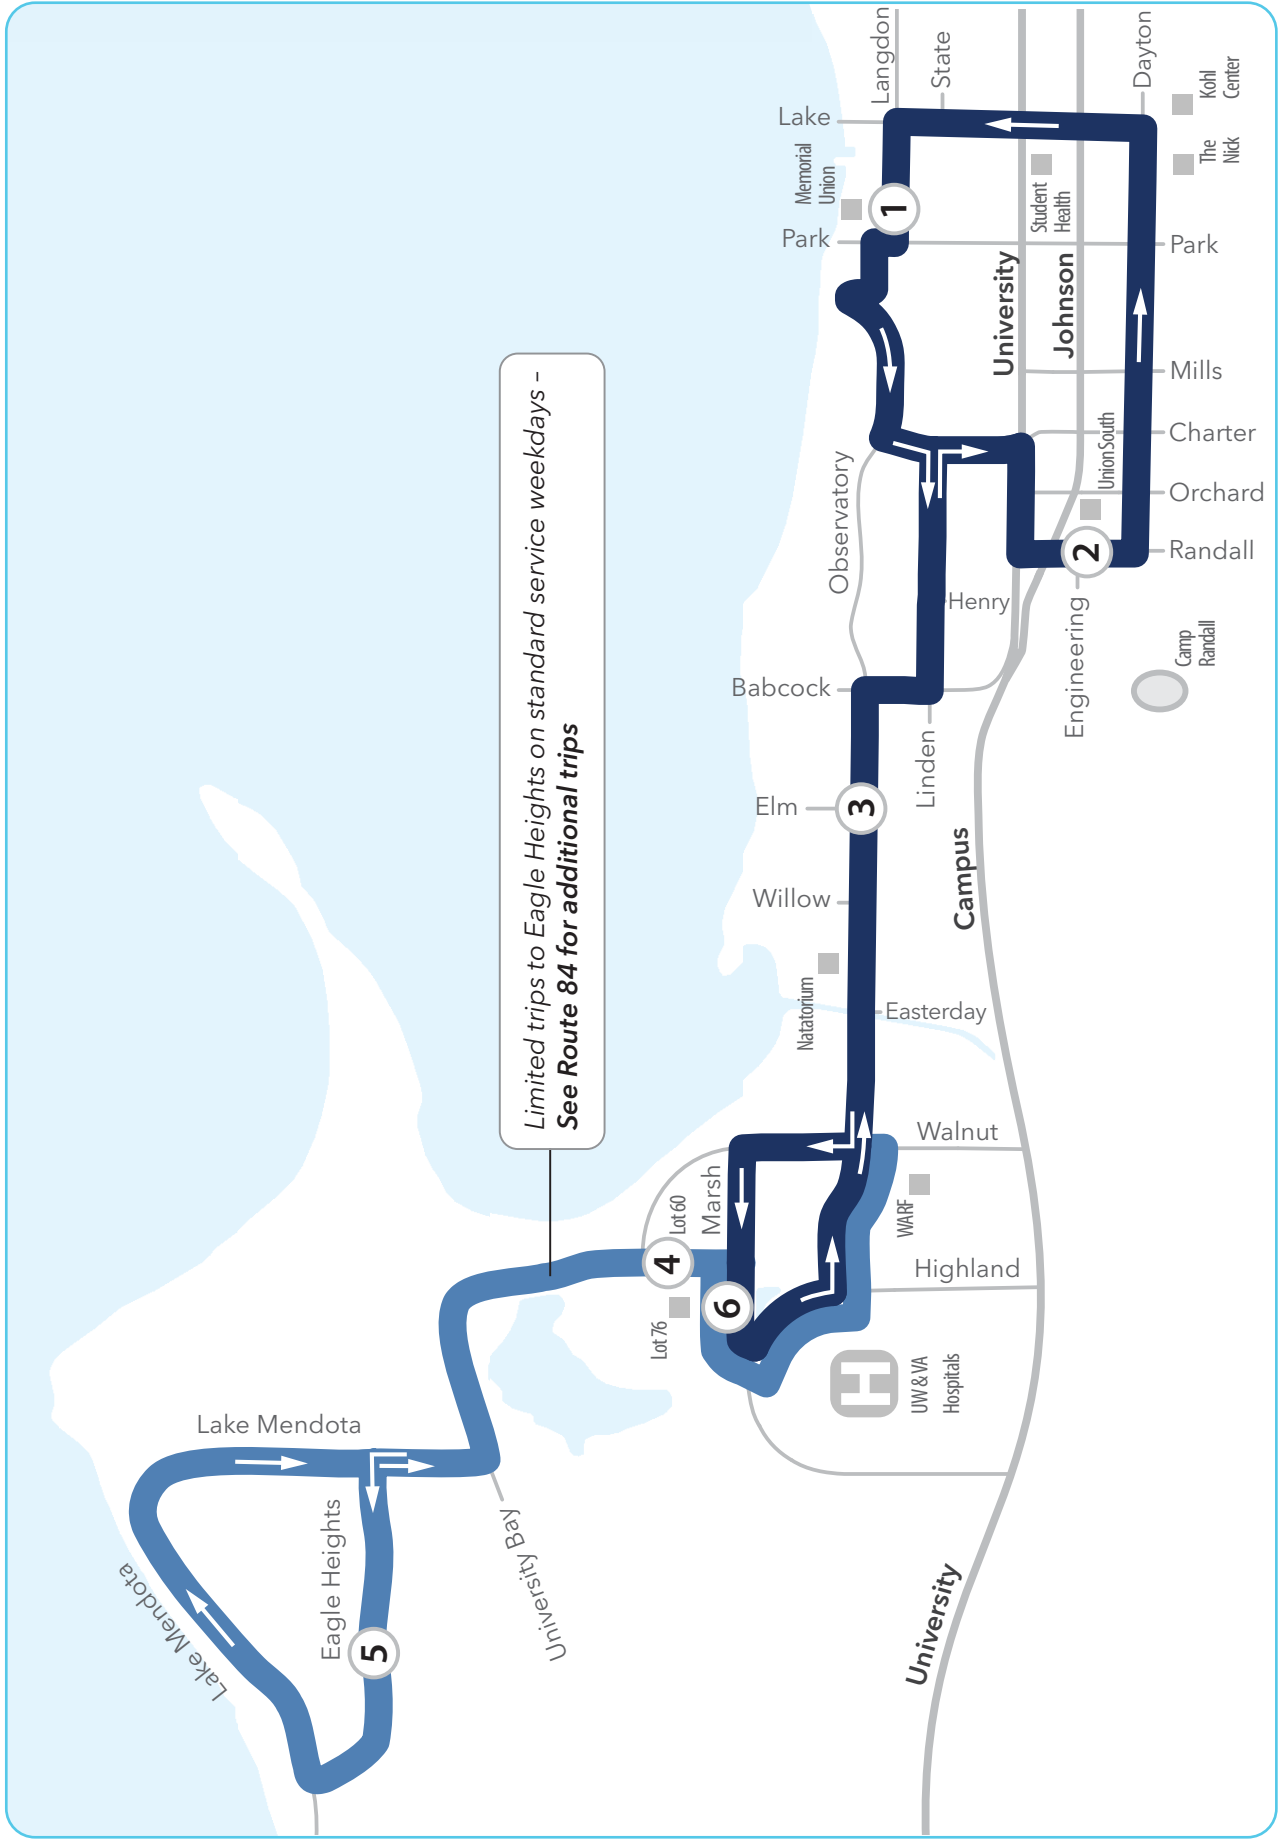 Langdon
State
Dayton
Lake
Kohl
Center
The
Nick
Memorial
Union
1
Student
Health
Park
Park
University
Johnson
Mills
Charter
Union South
Orchard
2
Randall
Observatory
Henry
Engineering
Camp
Randall
Babcock
Linden
Elm
3
Willow
Campus
Natatorium
Easterday
Limited trips to Eagle Heights on standard service weekdays –
See Route 84 for additional trips
Walnut
Marsh
Lot 60
WARF
4
Highland
6
Lot 76
H
UW & VA
Hospitals
Lake Mendota
Eagle Heights
University Bay
Lake Mendota
5
University